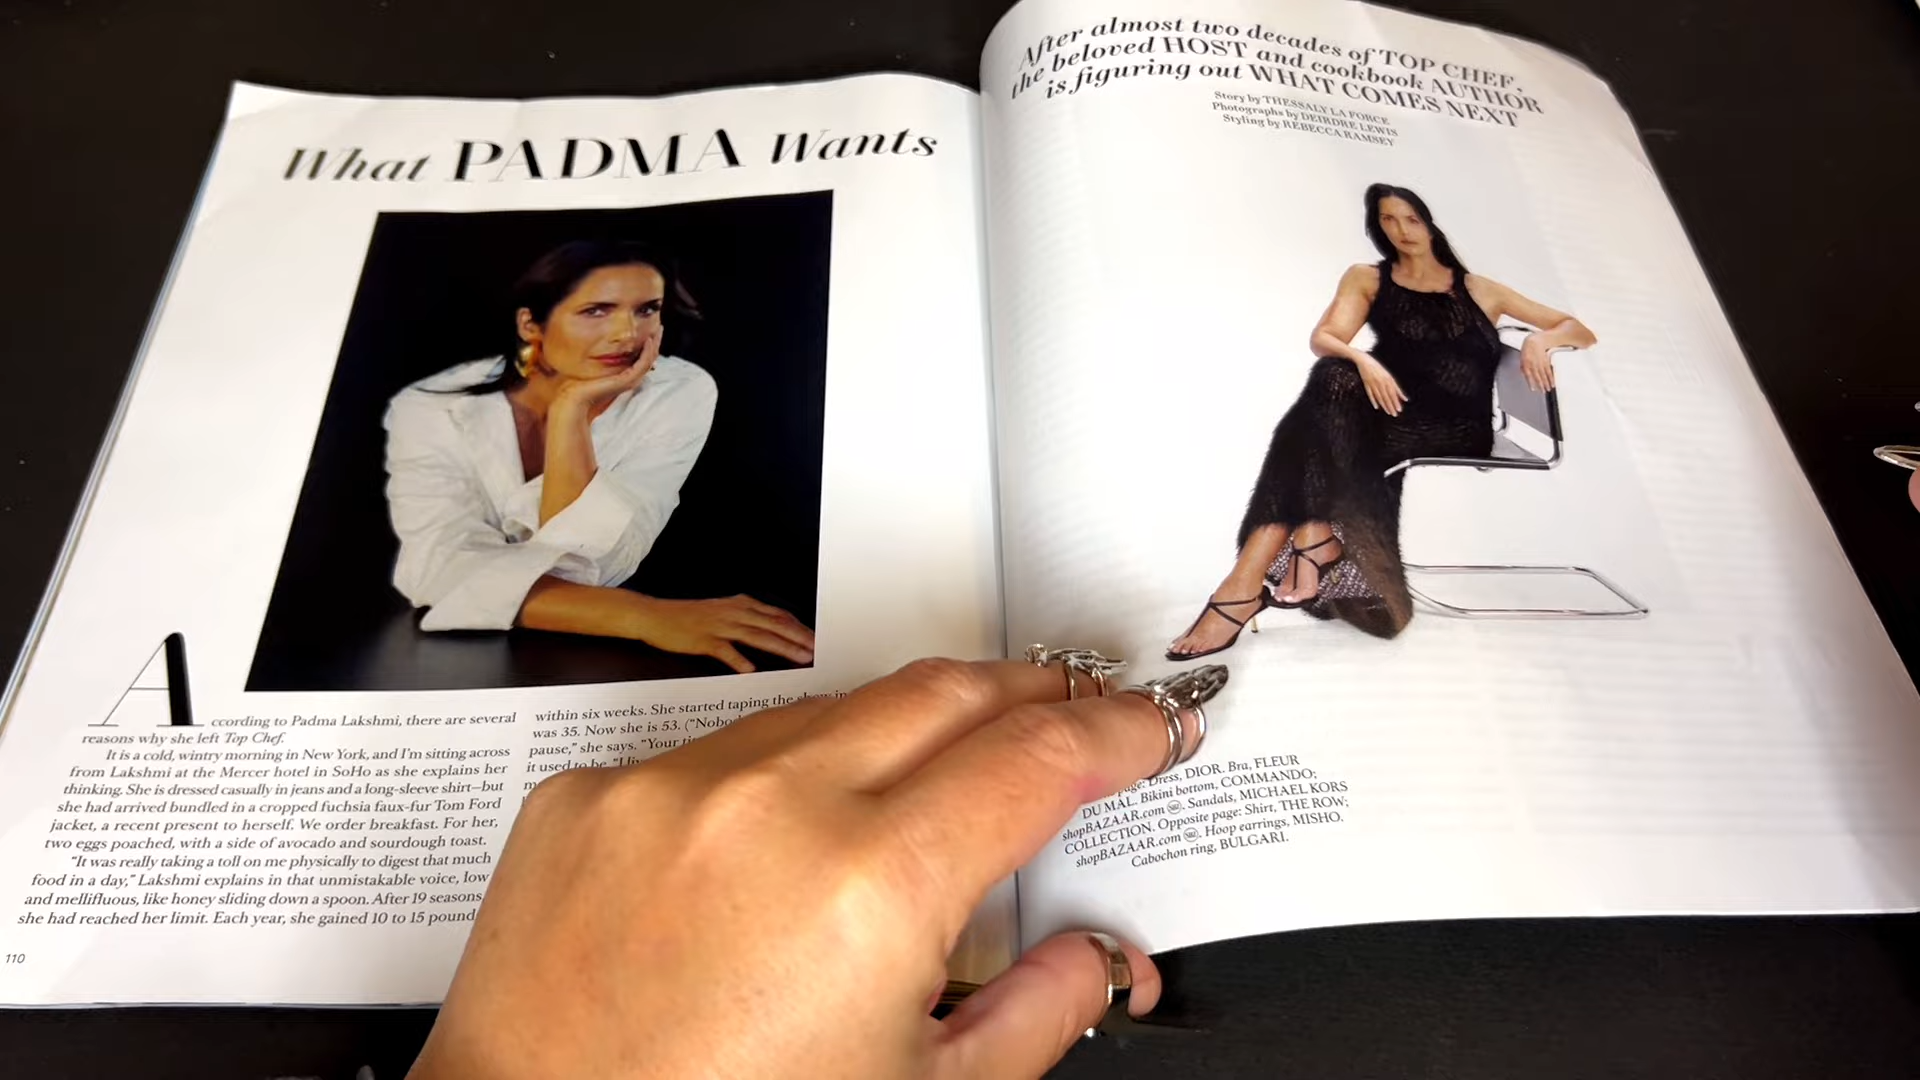 What PADMA Wants
According to Padma Lakshmi, there are several
reasons why she left Top Chef.
It is a cold, wintry morning in New York, and I'm sitting across
from Lakshmi at the Mercer hotel in SoHo as she explains her
thinking. She is dressed casually in jeans and a long-sleeve shirt—but
she had arrived bundled in a cropped fuchsia faux-fur Tom Ford
jacket, a recent present to herself. We order breakfast. For her,
two eggs poached, with a side of avocado and sourdough toast.
"It was really taking a toll on me physically to digest that much
food in a day," Lakshmi explains in that unmistakable voice, low
and mellifluous, like honey sliding down a spoon. After 19 seasons,
she had reached her limit. Each year, she gained 10 to 15 pound
within six weeks. She started taping the show in
was 35. Now she is 53. ("Nobod
pause," she says. "Your
it used to be. "I
110
After almost two decades of TOP CHEF,
the beloved HOST and cookbook AUTHOR
is figuring out WHAT COMES NEXT
Story by THESSALY LA FORCE
Photographs by DEIRDRE LEWIS
Styling by REBECCA RAMSEY
page: Dress, DIOR. Bra, FLEUR
DU MAL. Bikini bottom, COMMANDO;
shopBAZAAR.com. Sandals, MICHAEL KORS
COLLECTION. Opposite page: Shirt, THE ROW;
shopBAZAAR.com. Hoop earrings, MISHO.
Cabochon ring, BULGARI.